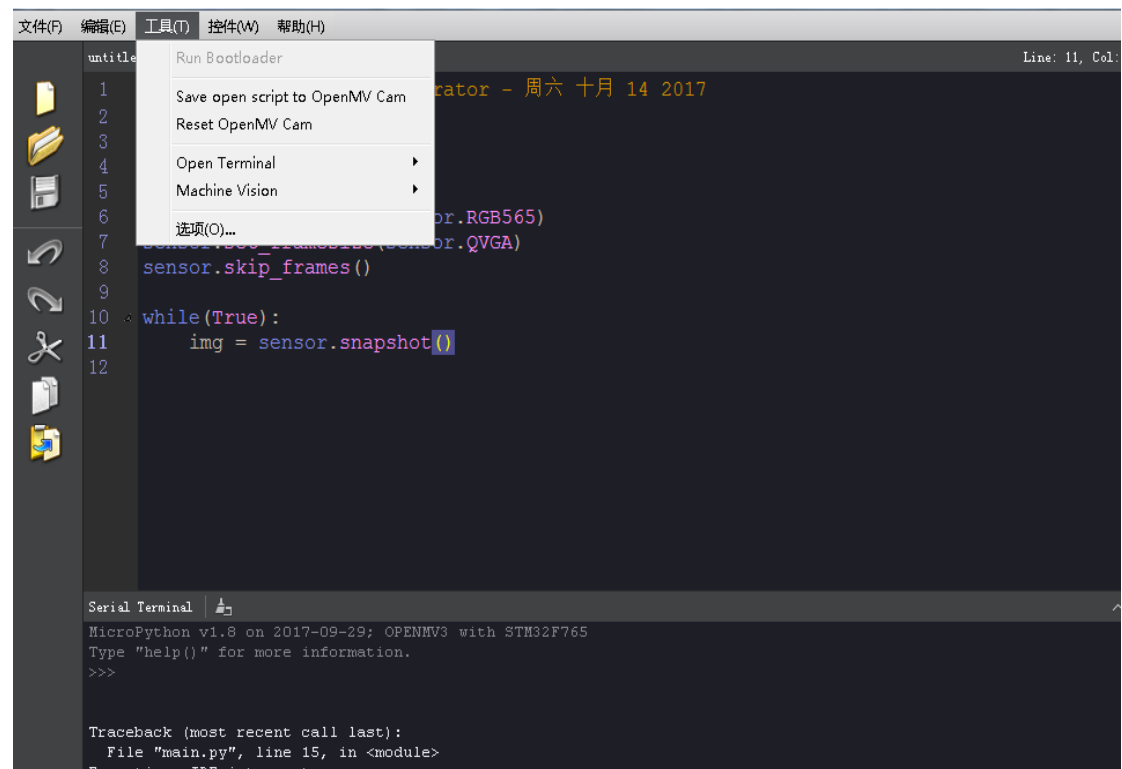 文件(F) 编辑(E) 工具(T) 控件(W) 帮助(H)
untitle
Line: 11, Col:
Run Bootloader
Save open script to OpenMV Cam
Reset OpenMV Cam
Open Terminal
Machine Vision
选项(O)...
1 rator - 周六 十月 14 2017
2
3
4
5
6 or.RGB565)
7 sensor.set_framesize(sensor.QVGA)
8 sensor.skip_frames()
9
10 while(True):
11 img = sensor.snapshot()
12
Serial Terminal
MicroPython v1.8 on 2017-09-29; OPENMV3 with STM32F765
Type "help()" for more information.
>>>
Traceback (most recent call last):
File "main.py", line 15, in <module>